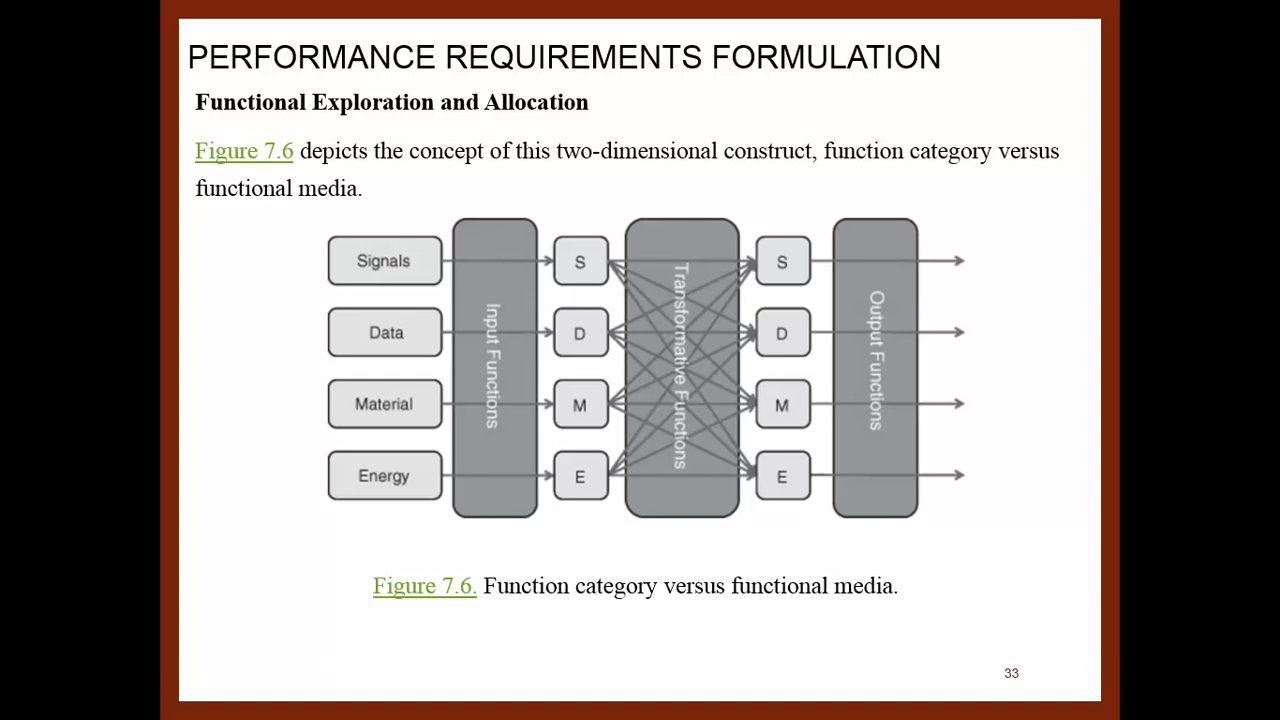 PERFORMANCE REQUIREMENTS FORMULATION
Functional Exploration and Allocation
Figure 7.6 depicts the concept of this two-dimensional construct, function category versus
functional media.
Signals
Data
Material
Energy
Input Functions
S
D
M
E
Transformative Functions
S
D
M
E
Output Functions
Figure 7.6. Function category versus functional media.
33